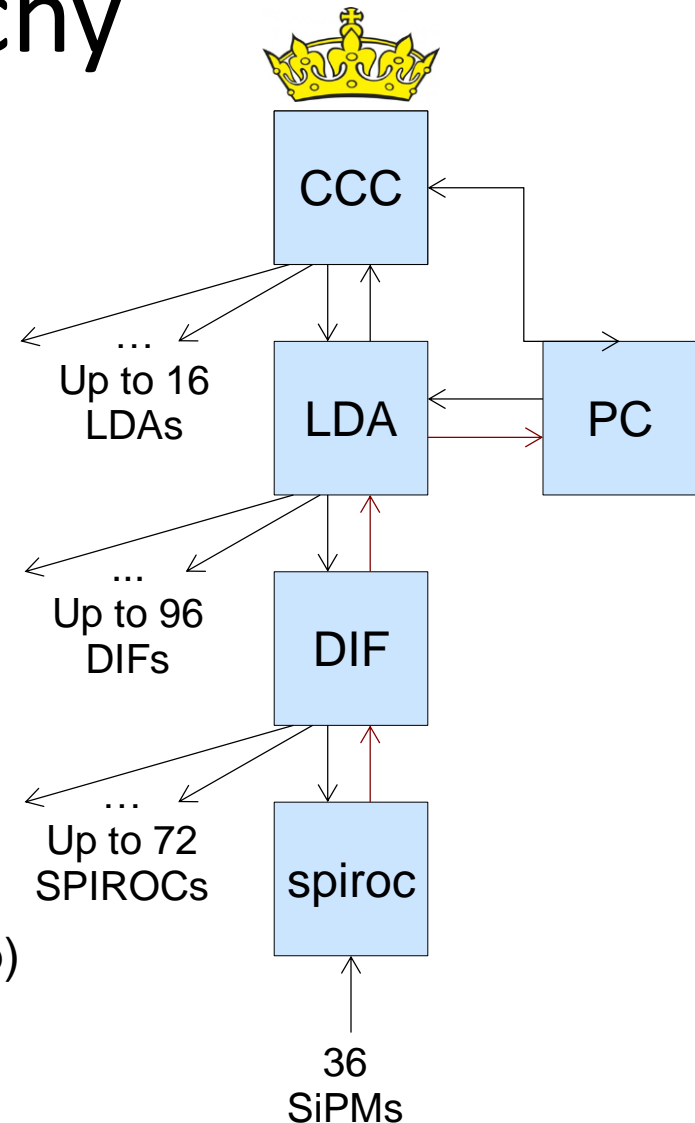 CCC
…
Up to 16
LDAs
LDA
PC
...
Up to 96
DIFs
DIF
…
Up to 72
SPIROCs
spiroc
36
SiPMs